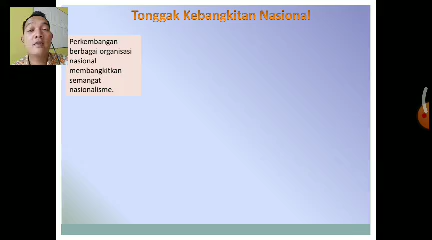 Tonggak Kebangkitan Nasional
Perkembangan
berbagai organisasi
nasional
membangkitkan
semangat
nasionalisme.